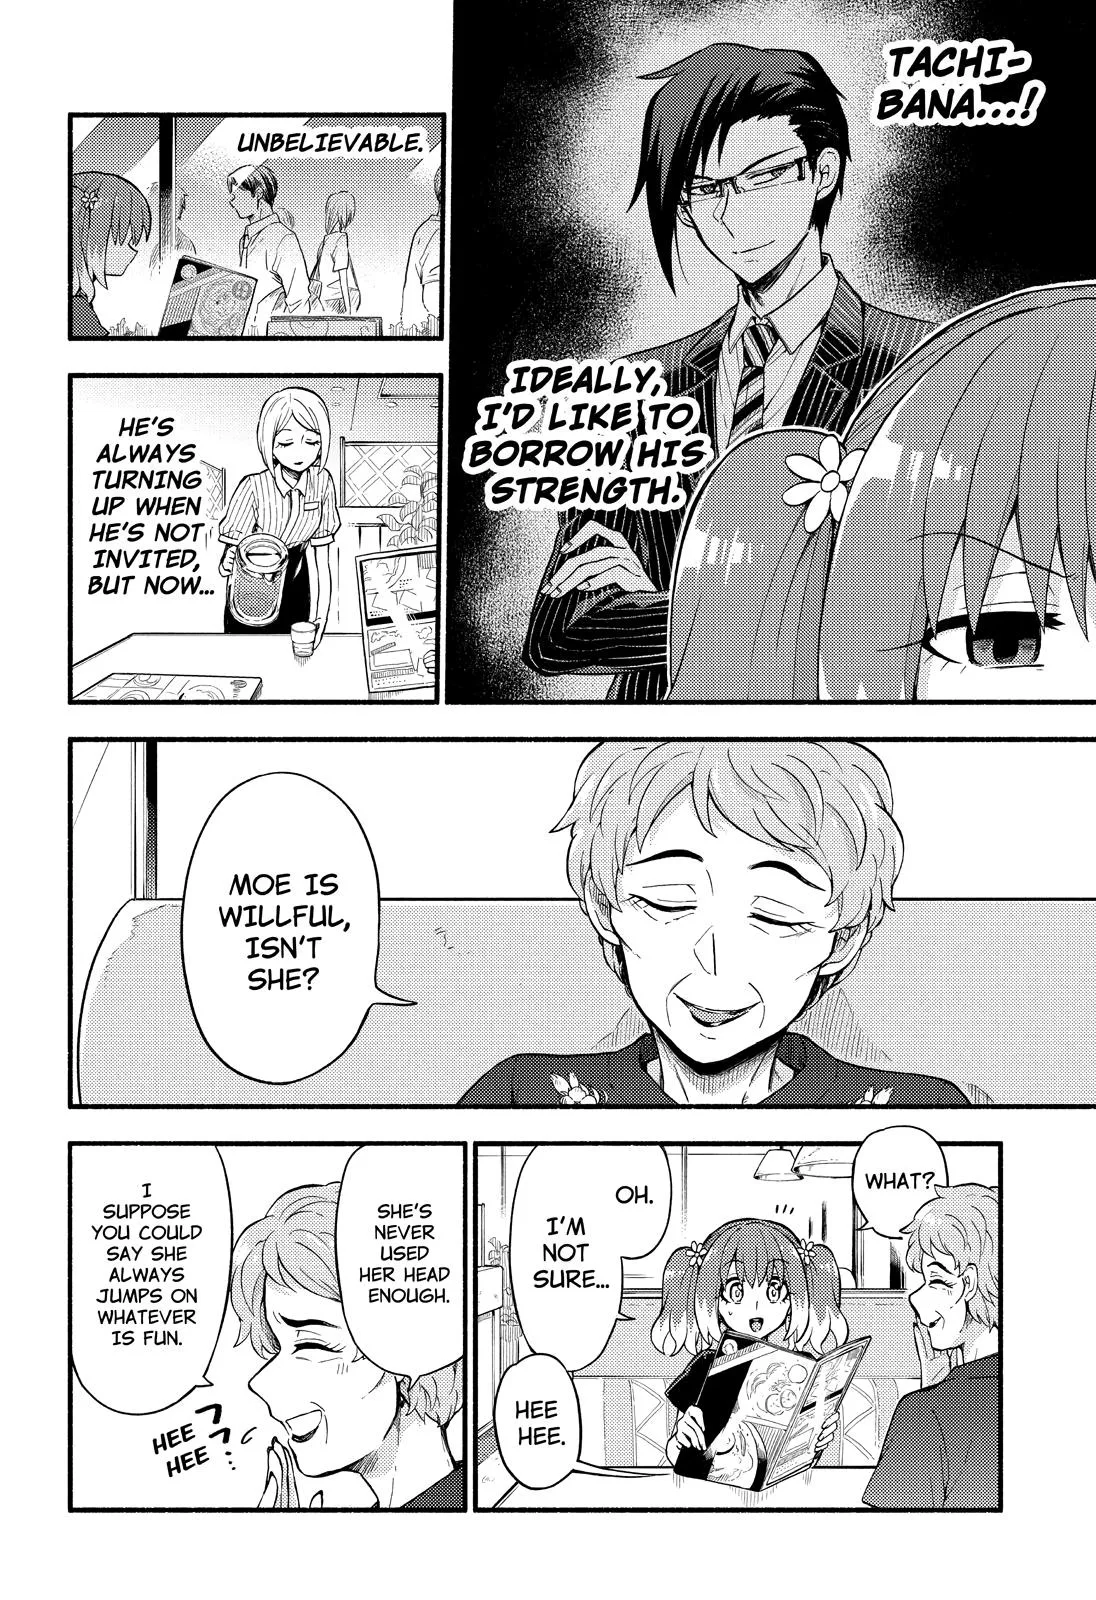 TACHI-
BANA...!
IDEALLY,
I'D LIKE TO
BORROW HIS
STRENGTH.
UNBELIEVABLE.
HE'S
ALWAYS
TURNING
UP WHEN
HE'S NOT
INVITED,
BUT NOW...
MOE IS
WILLFUL,
ISN'T
SHE?
WHAT?
OH.
I'M
NOT
SURE...
HEE
HEE.
SHE'S
NEVER
USED
HER HEAD
ENOUGH.
I
SUPPOSE
YOU COULD
SAY SHE
ALWAYS
JUMPS ON
WHATEVER
IS FUN.
HEE
HEE